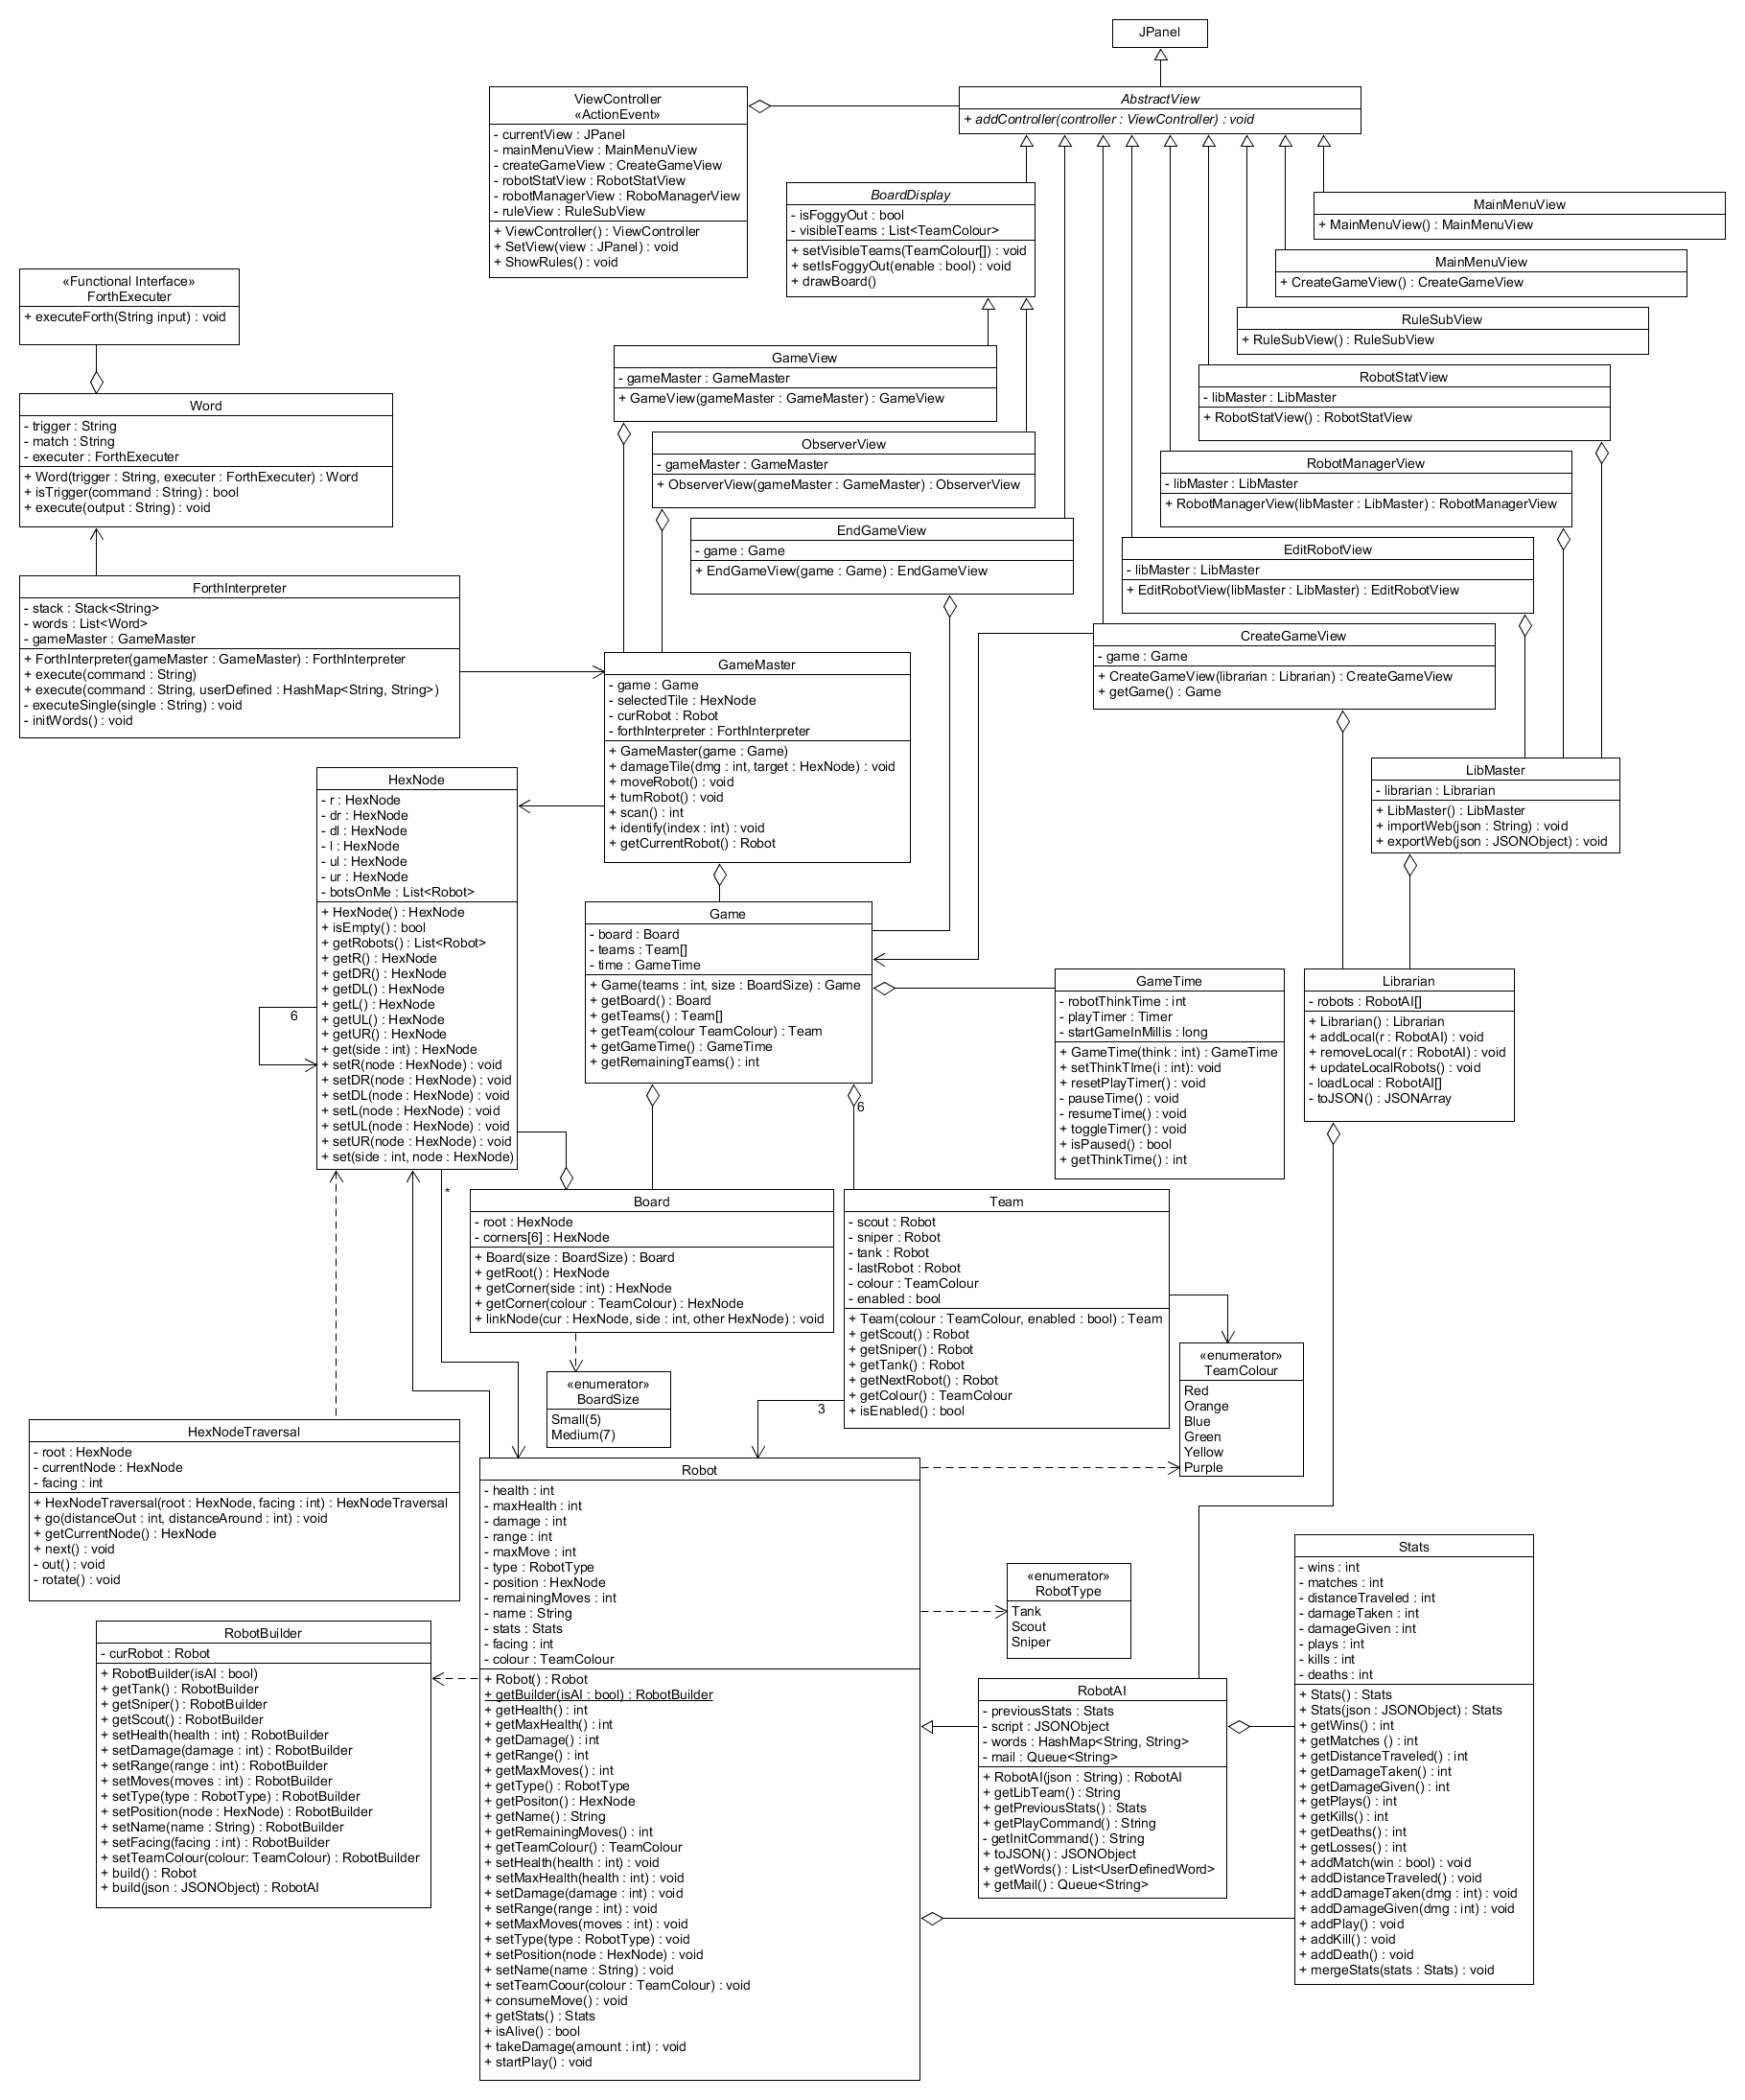 JPanel
ViewController
«ActionEvent»
- currentView : JPanel
- mainMenuView : MainMenuView
- createGameView : CreateGameView
- robotStatView : RobotStatView
- robotManagerView : RoboManagerView
- ruleView : RuleSubView
+ ViewController() : ViewController
+ SetView(view : JPanel) : void
+ ShowRules() : void
AbstractView
+ addController(controller : ViewController) : void
BoardDisplay
- isFoggyOut : bool
- visibleTeams : List<TeamColour>
+ setVisibleTeams(TeamColour[]) : void
+ setIsFoggyOut(enable : bool) : void
+ drawBoard()
MainMenuView
+ MainMenuView() : MainMenuView
MainMenuView
+ CreateGameView() : CreateGameView
RuleSubView
+ RuleSubView() : RuleSubView
RobotStatView
- libMaster : LibMaster
+ RobotStatView() : RobotStatView
RobotManagerView
- libMaster : LibMaster
+ RobotManagerView(libMaster : LibMaster) : RobotManagerView
EditRobotView
- libMaster : LibMaster
+ EditRobotView(libMaster : LibMaster) : EditRobotView
CreateGameView
- game : Game
+ CreateGameView(librarian : Librarian) : CreateGameView
+ getGame() : Game
«Functional Interface»
ForthExecuter
+ executeForth(String input) : void
Word
- trigger : String
- match : String
- executer : ForthExecuter
+ Word(trigger : String, executer : ForthExecuter) : Word
+ isTrigger(command : String) : bool
+ execute(output : String) : void
ForthInterpreter
- stack : Stack<String>
- words : List<Word>
- gameMaster : GameMaster
+ ForthInterpreter(gameMaster : GameMaster) : ForthInterpreter
+ execute(command : String)
+ execute(command : String, userDefined : HashMap<String, String>)
- executeSingle(single : String) : void
- initWords() : void
GameView
- gameMaster : GameMaster
+ GameView(gameMaster : GameMaster) : GameView
ObserverView
- gameMaster : GameMaster
+ ObserverView(gameMaster : GameMaster) : ObserverView
EndGameView
- game : Game
+ EndGameView(game : Game) : EndGameView
GameMaster
- game : Game
- selectedTile : HexNode
- curRobot : Robot
- forthInterpreter : ForthInterpreter
+ GameMaster(game : Game)
+ damageTile(dmg : int, target : HexNode) : void
+ moveRobot() : void
+ turnRobot() : void
+ scan() : int
+ identify(index : int) : void
+ getCurrentRobot() : Robot
LibMaster
- librarian : Librarian
+ LibMaster() : LibMaster
+ importWeb(json : String) : void
+ exportWeb(json : JSONObject) : void
HexNode
- r : HexNode
- dr : HexNode
- dl : HexNode
- l : HexNode
- ul : HexNode
- ur : HexNode
- botsOnMe : List<Robot>
+ HexNode() : HexNode
+ isEmpty() : bool
+ getRobots() : List<Robot>
+ getR() : HexNode
+ getDR() : HexNode
+ getDL() : HexNode
+ getL() : HexNode
+ getUL() : HexNode
+ getUR() : HexNode
+ get(side : int) : HexNode
+ setR(node : HexNode) : void
+ setDR(node : HexNode) : void
+ setDL(node : HexNode) : void
+ setL(node : HexNode) : void
+ setUL(node : HexNode) : void
+ setUR(node : HexNode) : void
+ set(side : int, node : HexNode)
6
*
Game
- board : Board
- teams : Team[]
- time : GameTime
+ Game(teams : int, size : BoardSize) : Game
+ getBoard() : Board
+ getTeams() : Team[]
+ getTeam(colour TeamColour) : Team
+ getGameTime() : GameTime
+ getRemainingTeams() : int
6
GameTime
- robotThinkTime : int
- playTimer : Timer
- startGameInMillis : long
+ GameTime(think : int) : GameTime
+ setThinkTIme(i : int): void
+ resetPlayTimer() : void
- pauseTime() : void
- resumeTime() : void
+ toggleTimer() : void
+ isPaused() : bool
+ getThinkTime() : int
Librarian
- robots : RobotAI[]
+ Librarian() : Librarian
+ addLocal(r : RobotAI) : void
+ removeLocal(r : RobotAI) : void
+ updateLocalRobots() : void
- loadLocal : RobotAI[]
- toJSON() : JSONArray
Board
- root : HexNode
- corners[6] : HexNode
+ Board(size : BoardSize) : Board
+ getRoot() : HexNode
+ getCorner(side : int) : HexNode
+ getCorner(colour : TeamColour) : HexNode
+ linkNode(cur : HexNode, side : int, other HexNode) : void
Team
- scout : Robot
- sniper : Robot
- tank : Robot
- lastRobot : Robot
- colour : TeamColour
- enabled : bool
+ Team(colour : TeamColour, enabled : bool) : Team
+ getScout() : Robot
+ getSniper() : Robot
+ getTank() : Robot
+ getNextRobot() : Robot
+ getColour() : TeamColour
+ isEnabled() : bool
3
«enumerator»
BoardSize
Small(5)
Medium(7)
«enumerator»
TeamColour
Red
Orange
Blue
Green
Yellow
Purple
HexNodeTraversal
- root : HexNode
- currentNode : HexNode
- facing : int
+ HexNodeTraversal(root : HexNode, facing : int) : HexNodeTraversal
+ go(distanceOut : int, distanceAround : int) : void
+ getCurrentNode() : HexNode
+ next() : void
- out() : void
- rotate() : void
RobotBuilder
- curRobot : Robot
+ RobotBuilder(isAI : bool)
+ getTank() : RobotBuilder
+ getSniper() : RobotBuilder
+ getScout() : RobotBuilder
+ setHealth(health : int) : RobotBuilder
+ setDamage(damage : int) : RobotBuilder
+ setRange(range : int) : RobotBuilder
+ setMoves(moves : int) : RobotBuilder
+ setType(type : RobotType) : RobotBuilder
+ setPosition(node : HexNode) : RobotBuilder
+ setName(name : String) : RobotBuilder
+ setFacing(facing : int) : RobotBuilder
+ setTeamColour(colour: TeamColour) : RobotBuilder
+ build() : Robot
+ build(json : JSONObject) : RobotAI
Robot
- health : int
- maxHealth : int
- damage : int
- range : int
- maxMove : int
- type : RobotType
- position : HexNode
- remainingMoves : int
- name : String
- stats : Stats
- facing : int
- colour : TeamColour
+ Robot() : Robot
+ getBuilder(isAI : bool) : RobotBuilder
+ getHealth() : int
+ getMaxHealth() : int
+ getDamage() : int
+ getRange() : int
+ getMaxMoves() : int
+ getType() : RobotType
+ getPositon() : HexNode
+ getName() : String
+ getRemainingMoves() : int
+ getTeamColour() : TeamColour
+ setHealth(health : int) : void
+ setMaxHealth(health : int) : void
+ setDamage(damage : int) : void
+ setRange(range : int) : void
+ setMaxMoves(moves : int) : void
+ setType(type : RobotType) : void
+ setPosition(node : HexNode) : void
+ setName(name : String) : void
+ setTeamCoour(colour : TeamColour) : void
+ consumeMove() : void
+ getStats() : Stats
+ isAlive() : bool
+ takeDamage(amount : int) : void
+ startPlay() : void
«enumerator»
RobotType
Tank
Scout
Sniper
RobotAI
- previousStats : Stats
- script : JSONObject
- words : HashMap<String, String>
- mail : Queue<String>
+ RobotAI(json : String) : RobotAI
+ getLibTeam() : String
+ getPreviousStats() : Stats
+ getPlayCommand() : String
- getInitCommand() : String
+ toJSON() : JSONObject
+ getWords() : List<UserDefinedWord>
+ getMail() : Queue<String>
Stats
- wins : int
- matches : int
- distanceTraveled : int
- damageTaken : int
- damageGiven : int
- plays : int
- kills : int
- deaths : int
+ Stats() : Stats
+ Stats(json : JSONObject) : Stats
+ getWins() : int
+ getMatches () : int
+ getDistanceTraveled() : int
+ getDamageTaken() : int
+ getDamageGiven() : int
+ getPlays() : int
+ getKills() : int
+ getDeaths() : int
+ getLosses() : int
+ addMatch(win : bool) : void
+ addDistanceTraveled() : void
+ addDamageTaken(dmg : int) : void
+ addDamageGiven(dmg : int) : void
+ addPlay() : void
+ addKill() : void
+ addDeath() : void
+ mergeStats(stats : Stats) : void